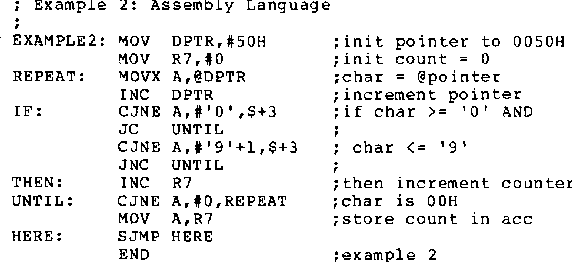 ; Example 2: Assembly Language
;
EXAMPLE2: MOV DPTR,#50H ;init pointer to 0050H
MOV R7,#0 ;init count = 0
REPEAT: MOVX A,@DPTR ;char = @pointer
INC DPTR ;increment pointer
IF: CJNE A,#'0',$+3 ;if char >= '0' AND
JC UNTIL ;
CJNE A,#'9'+1,$+3 ; char <= '9'
JNC UNTIL ;
THEN: INC R7 ;then increment counter
UNTIL: CJNE A,#0,REPEAT ;char is 00H
MOV A,R7 ;store count in acc
HERE: SJMP HERE
END ;example 2